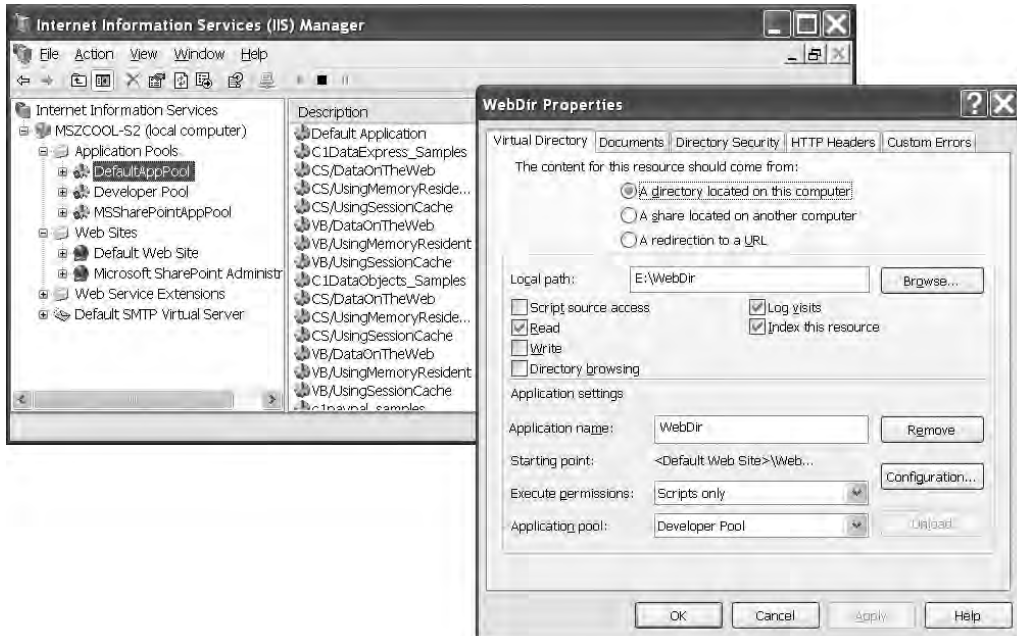 Internet Information Services (IIS) Manager
File Action View Window Help
Internet Information Services
MSZCOOL-S2 (local computer)
Application Pools
DefaultAppPool
Developer Pool
MSSharePointAppPool
Web Sites
Default Web Site
Microsoft SharePoint Administr
Web Service Extensions
Default SMTP Virtual Server
Description
Default Application
C1DataExpress_Samples
CS/DataOnTheWeb
CS/UsingMemoryReside...
CS/UsingSessionCache
VB/DataOnTheWeb
VB/UsingMemoryResident
VB/UsingSessionCache
C1DataObjects_Samples
CS/DataOnTheWeb
CS/UsingMemoryReside...
CS/UsingSessionCache
VB/DataOnTheWeb
VB/UsingMemoryResident
VB/UsingSessionCache
c1paypal_samples
WebDir Properties
Virtual Directory Documents Directory Security HTTP Headers Custom Errors
The content for this resource should come from:
A directory located on this computer
A share located on another computer
A redirection to a URL
Local path: E:\WebDir Browse...
Script source access Log visits
Read Index this resource
Write
Directory browsing
Application settings
Application name: WebDir Remove
Starting point: <Default Web Site>\Web...
Configuration...
Execute permissions: Scripts only
Application pool: Developer Pool Unload
OK Cancel Apply Help